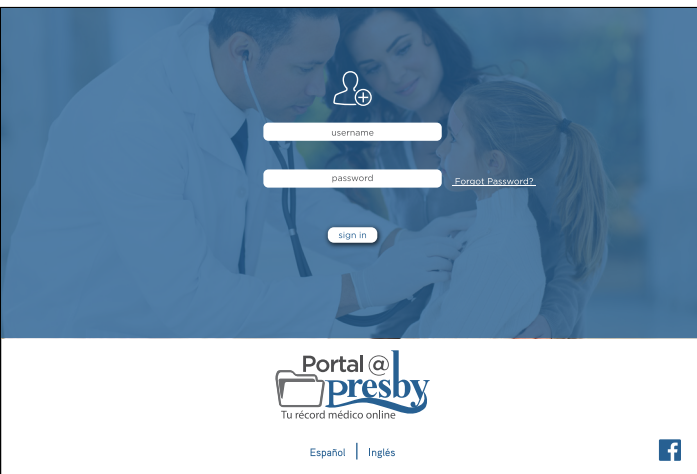 username
password
Forgot Password?
sign in
Portal @
presby
Tu récord médico online
Español | Inglés